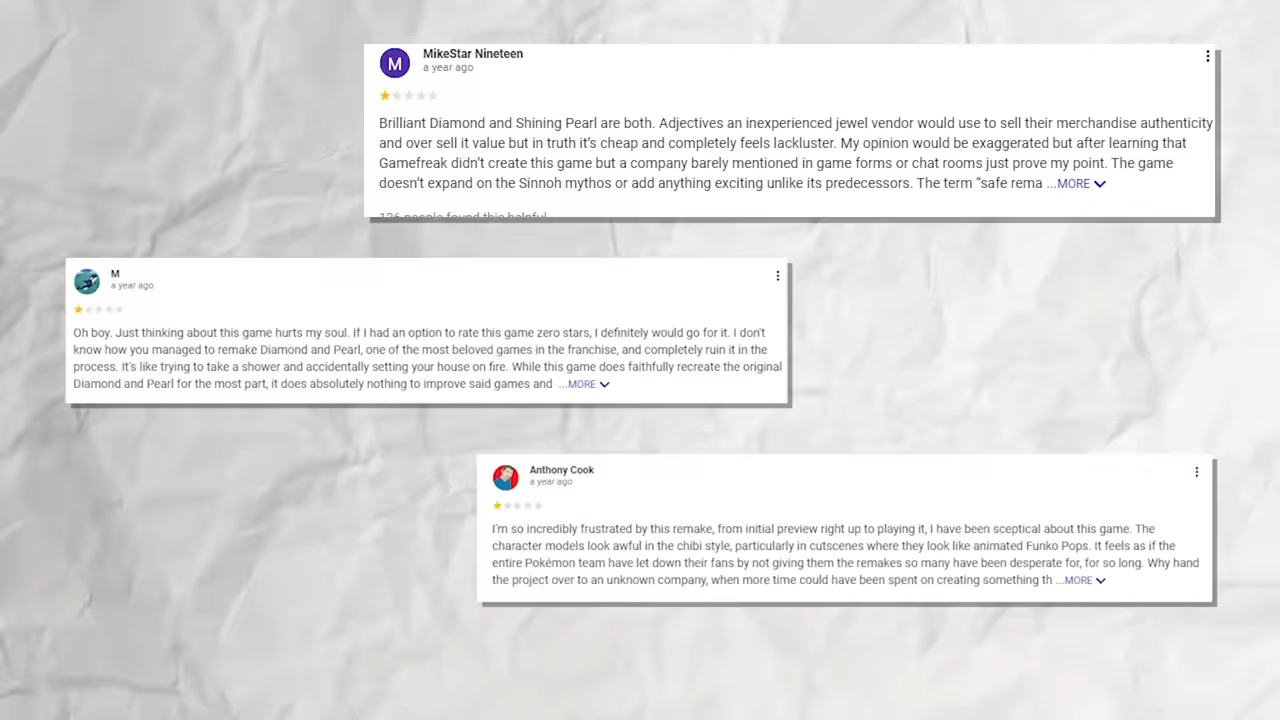 M
MikeStar Nineteen
a year ago
Brilliant Diamond and Shining Pearl are both. Adjectives an inexperienced jewel vendor would use to sell their merchandise authenticity
and over sell it value but in truth it's cheap and completely feels lackluster. My opinion would be exaggerated but after learning that
Gamefreak didn't create this game but a company barely mentioned in game forms or chat rooms just prove my point. The game
doesn't expand on the Sinnoh mythos or add anything exciting unlike its predecessors. The term “safe rema ...MORE
136 people found this helpful
M
a year ago
Oh boy. Just thinking about this game hurts my soul. If I had an option to rate this game zero stars, I definitely would go for it. I don't
know how you managed to remake Diamond and Pearl, one of the most beloved games in the franchise, and completely ruin it in the
process. It's like trying to take a shower and accidentally setting your house on fire. While this game does faithfully recreate the original
Diamond and Pearl for the most part, it does absolutely nothing to improve said games and ...MORE
Anthony Cook
a year ago
I'm so incredibly frustrated by this remake, from initial preview right up to playing it, I have been sceptical about this game. The
character models look awful in the chibi style, particularly in cutscenes where they look like animated Funko Pops. It feels as if the
entire Pokémon team have let down their fans by not giving them the remakes so many have been desperate for, for so long. Why hand
the project over to an unknown company, when more time could have been spent on creating something th ...MORE